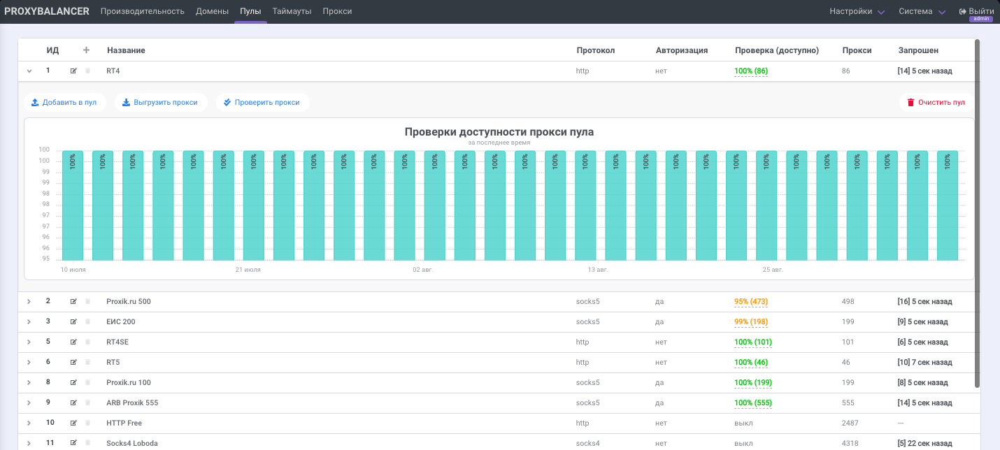 PROXYBALANCER Производительность Домены Пулы Таймауты Прокси Настройки Система Выйти
admin
ИД + Название Протокол Авторизация Проверка (доступно) Прокси Запрошен
1 RT4 http нет 100% (86) 86 [14] 5 сек назад
Добавить в пул Выгрузить прокси Проверить прокси Очистить пул
Проверки доступности прокси пула
за последнее время
100
100
99
99
98
98
97
97
96
96
95
100% 100% 100% 100% 100% 100% 100% 100% 100% 100% 100% 100% 100% 100% 100% 100% 100% 100% 100% 100% 100% 100% 100% 100% 100% 100% 100% 100% 100% 100%
10 июля 21 июля 02 авг. 13 авг. 25 авг.
2 Proxik.ru 500 socks5 да 95% (473) 498 [16] 5 сек назад
3 ЕИС 200 socks5 да 99% (198) 199 [9] 5 сек назад
5 RT4SE http нет 100% (101) 101 [6] 5 сек назад
6 RT5 http нет 100% (46) 46 [10] 7 сек назад
8 Proxik.ru 100 socks5 да 100% (199) 199 [8] 5 сек назад
9 ARB Proxik 555 socks5 да 100% (555) 555 [14] 5 сек назад
10 HTTP Free http нет выкл 2487 ---
11 Socks4 Loboda socks4 нет выкл 4318 [5] 22 сек назад